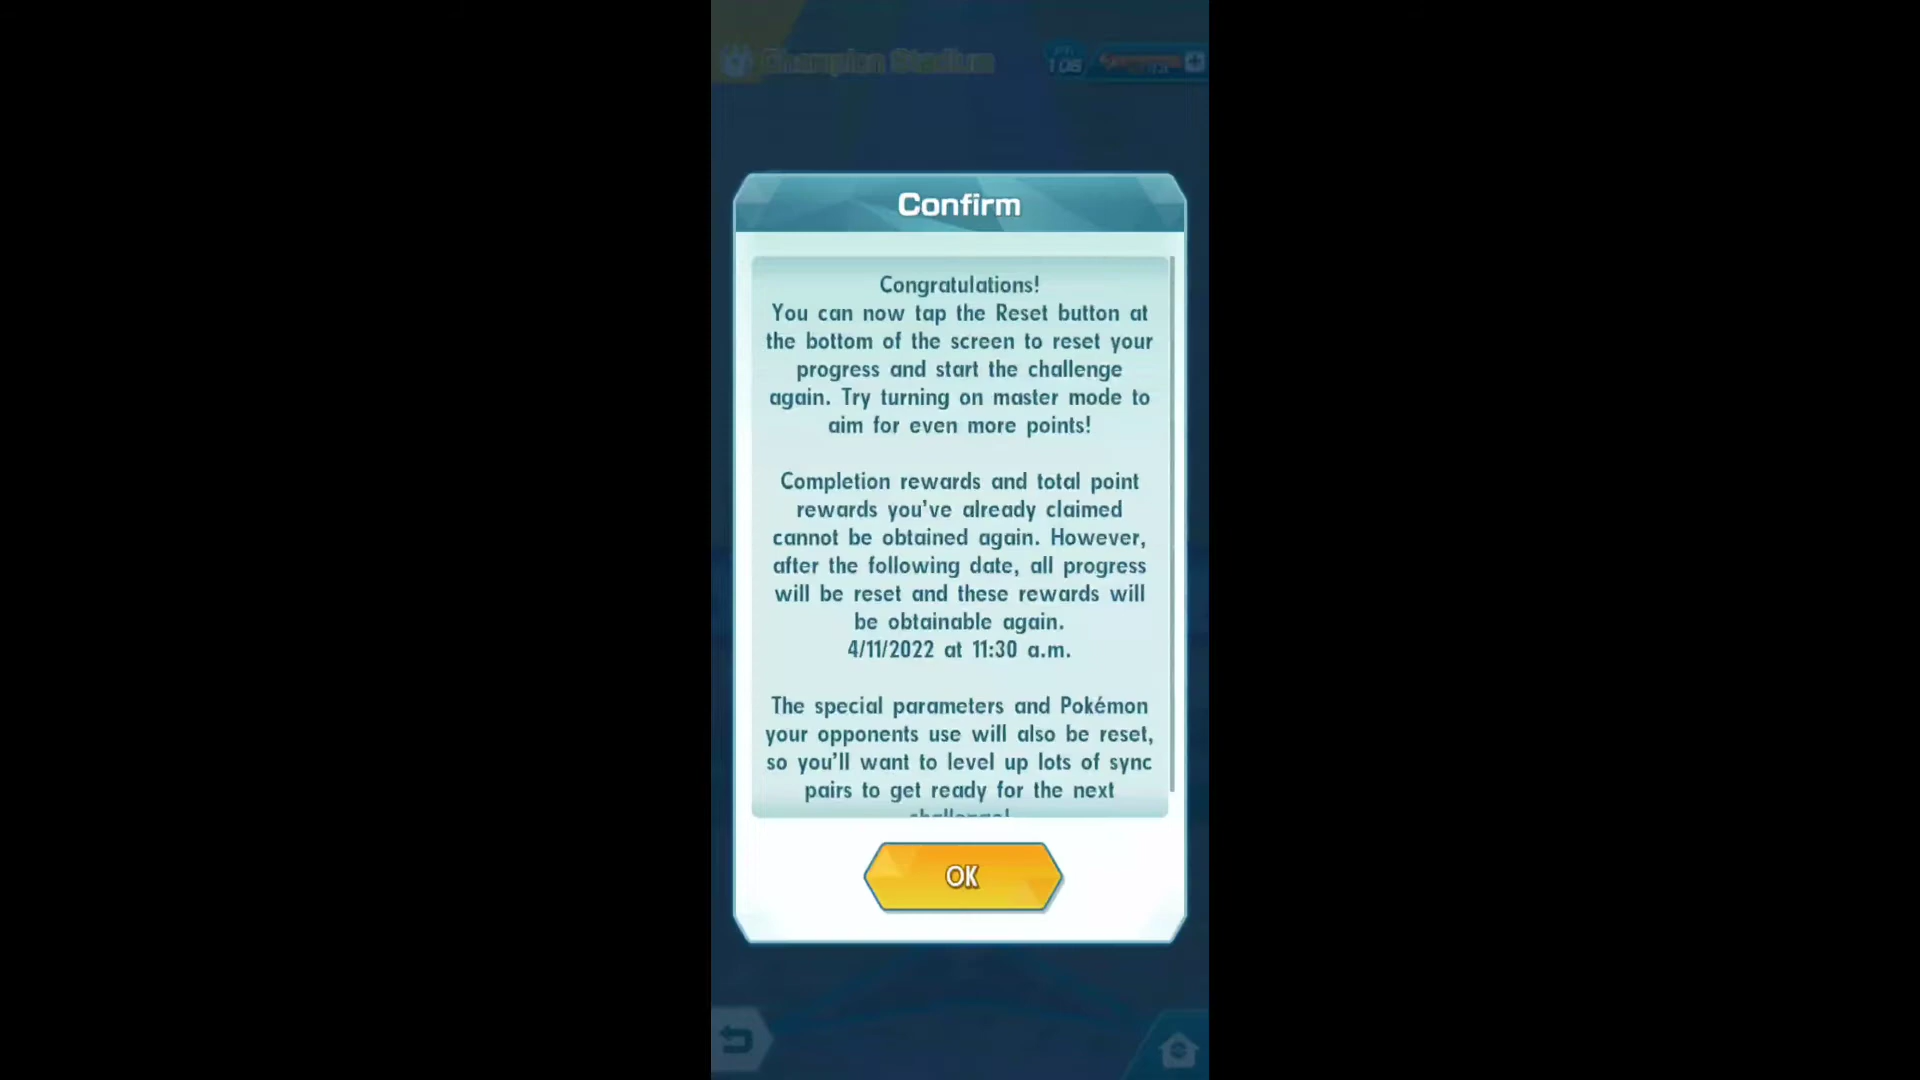 Champion Stadium
106
Confirm
Congratulations!
You can now tap the Reset button at
the bottom of the screen to reset your
progress and start the challenge
again. Try turning on master mode to
aim for even more points!
Completion rewards and total point
rewards you've already claimed
cannot be obtained again. However,
after the following date, all progress
will be reset and these rewards will
be obtainable again.
4/11/2022 at 11:30 a.m.
The special parameters and Pokémon
your opponents use will also be reset,
so you'll want to level up lots of sync
pairs to get ready for the next
challenge!
OK